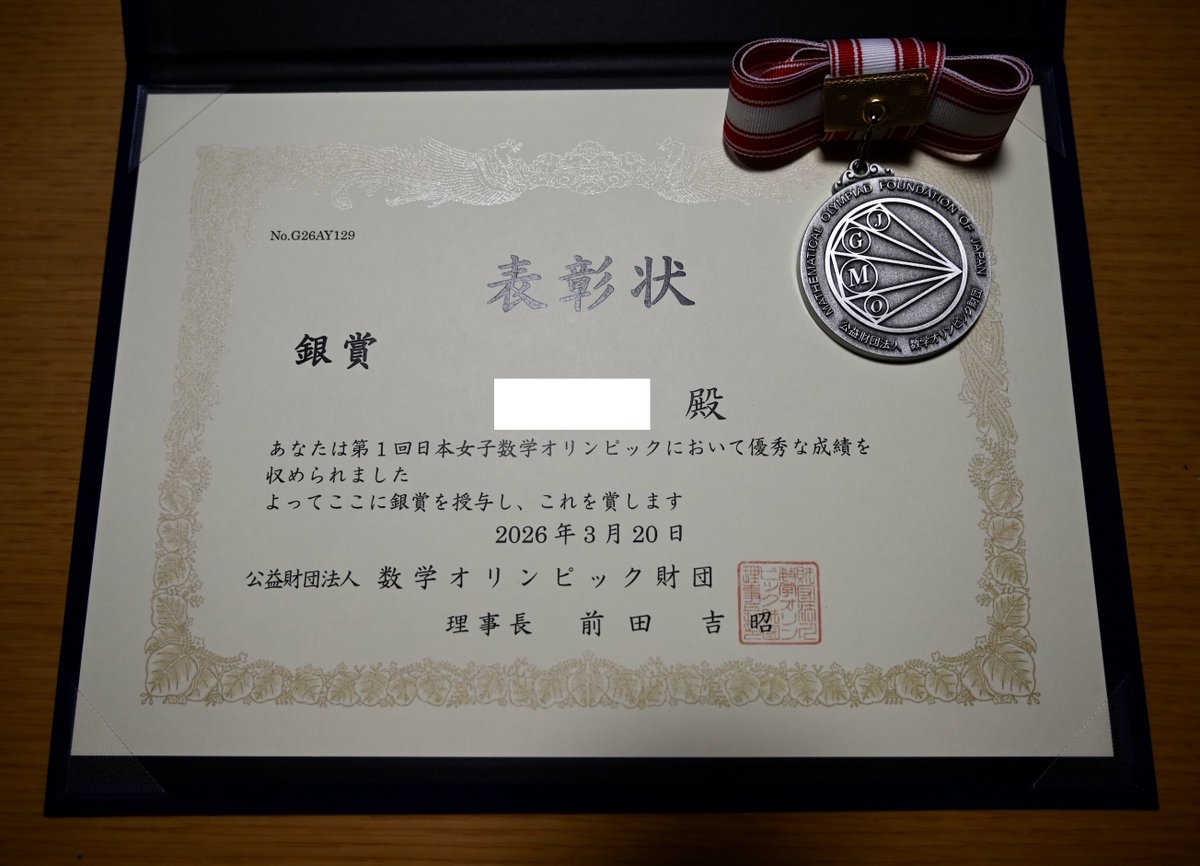 No.G26AY129
表彰状
銀賞
殿
あなたは第1回日本女子数学オリンピックにおいて優秀な成績を
収められました
よってここに銀賞を授与し、これを賞します
2026年3月20日
公益財団法人 数学オリンピック財団
理事長 前田吉昭
MATHEMATICAL OLYMPIAD FOUNDATION OF JAPAN
J
G
M
O
公益財団法人 数学オリンピック財団